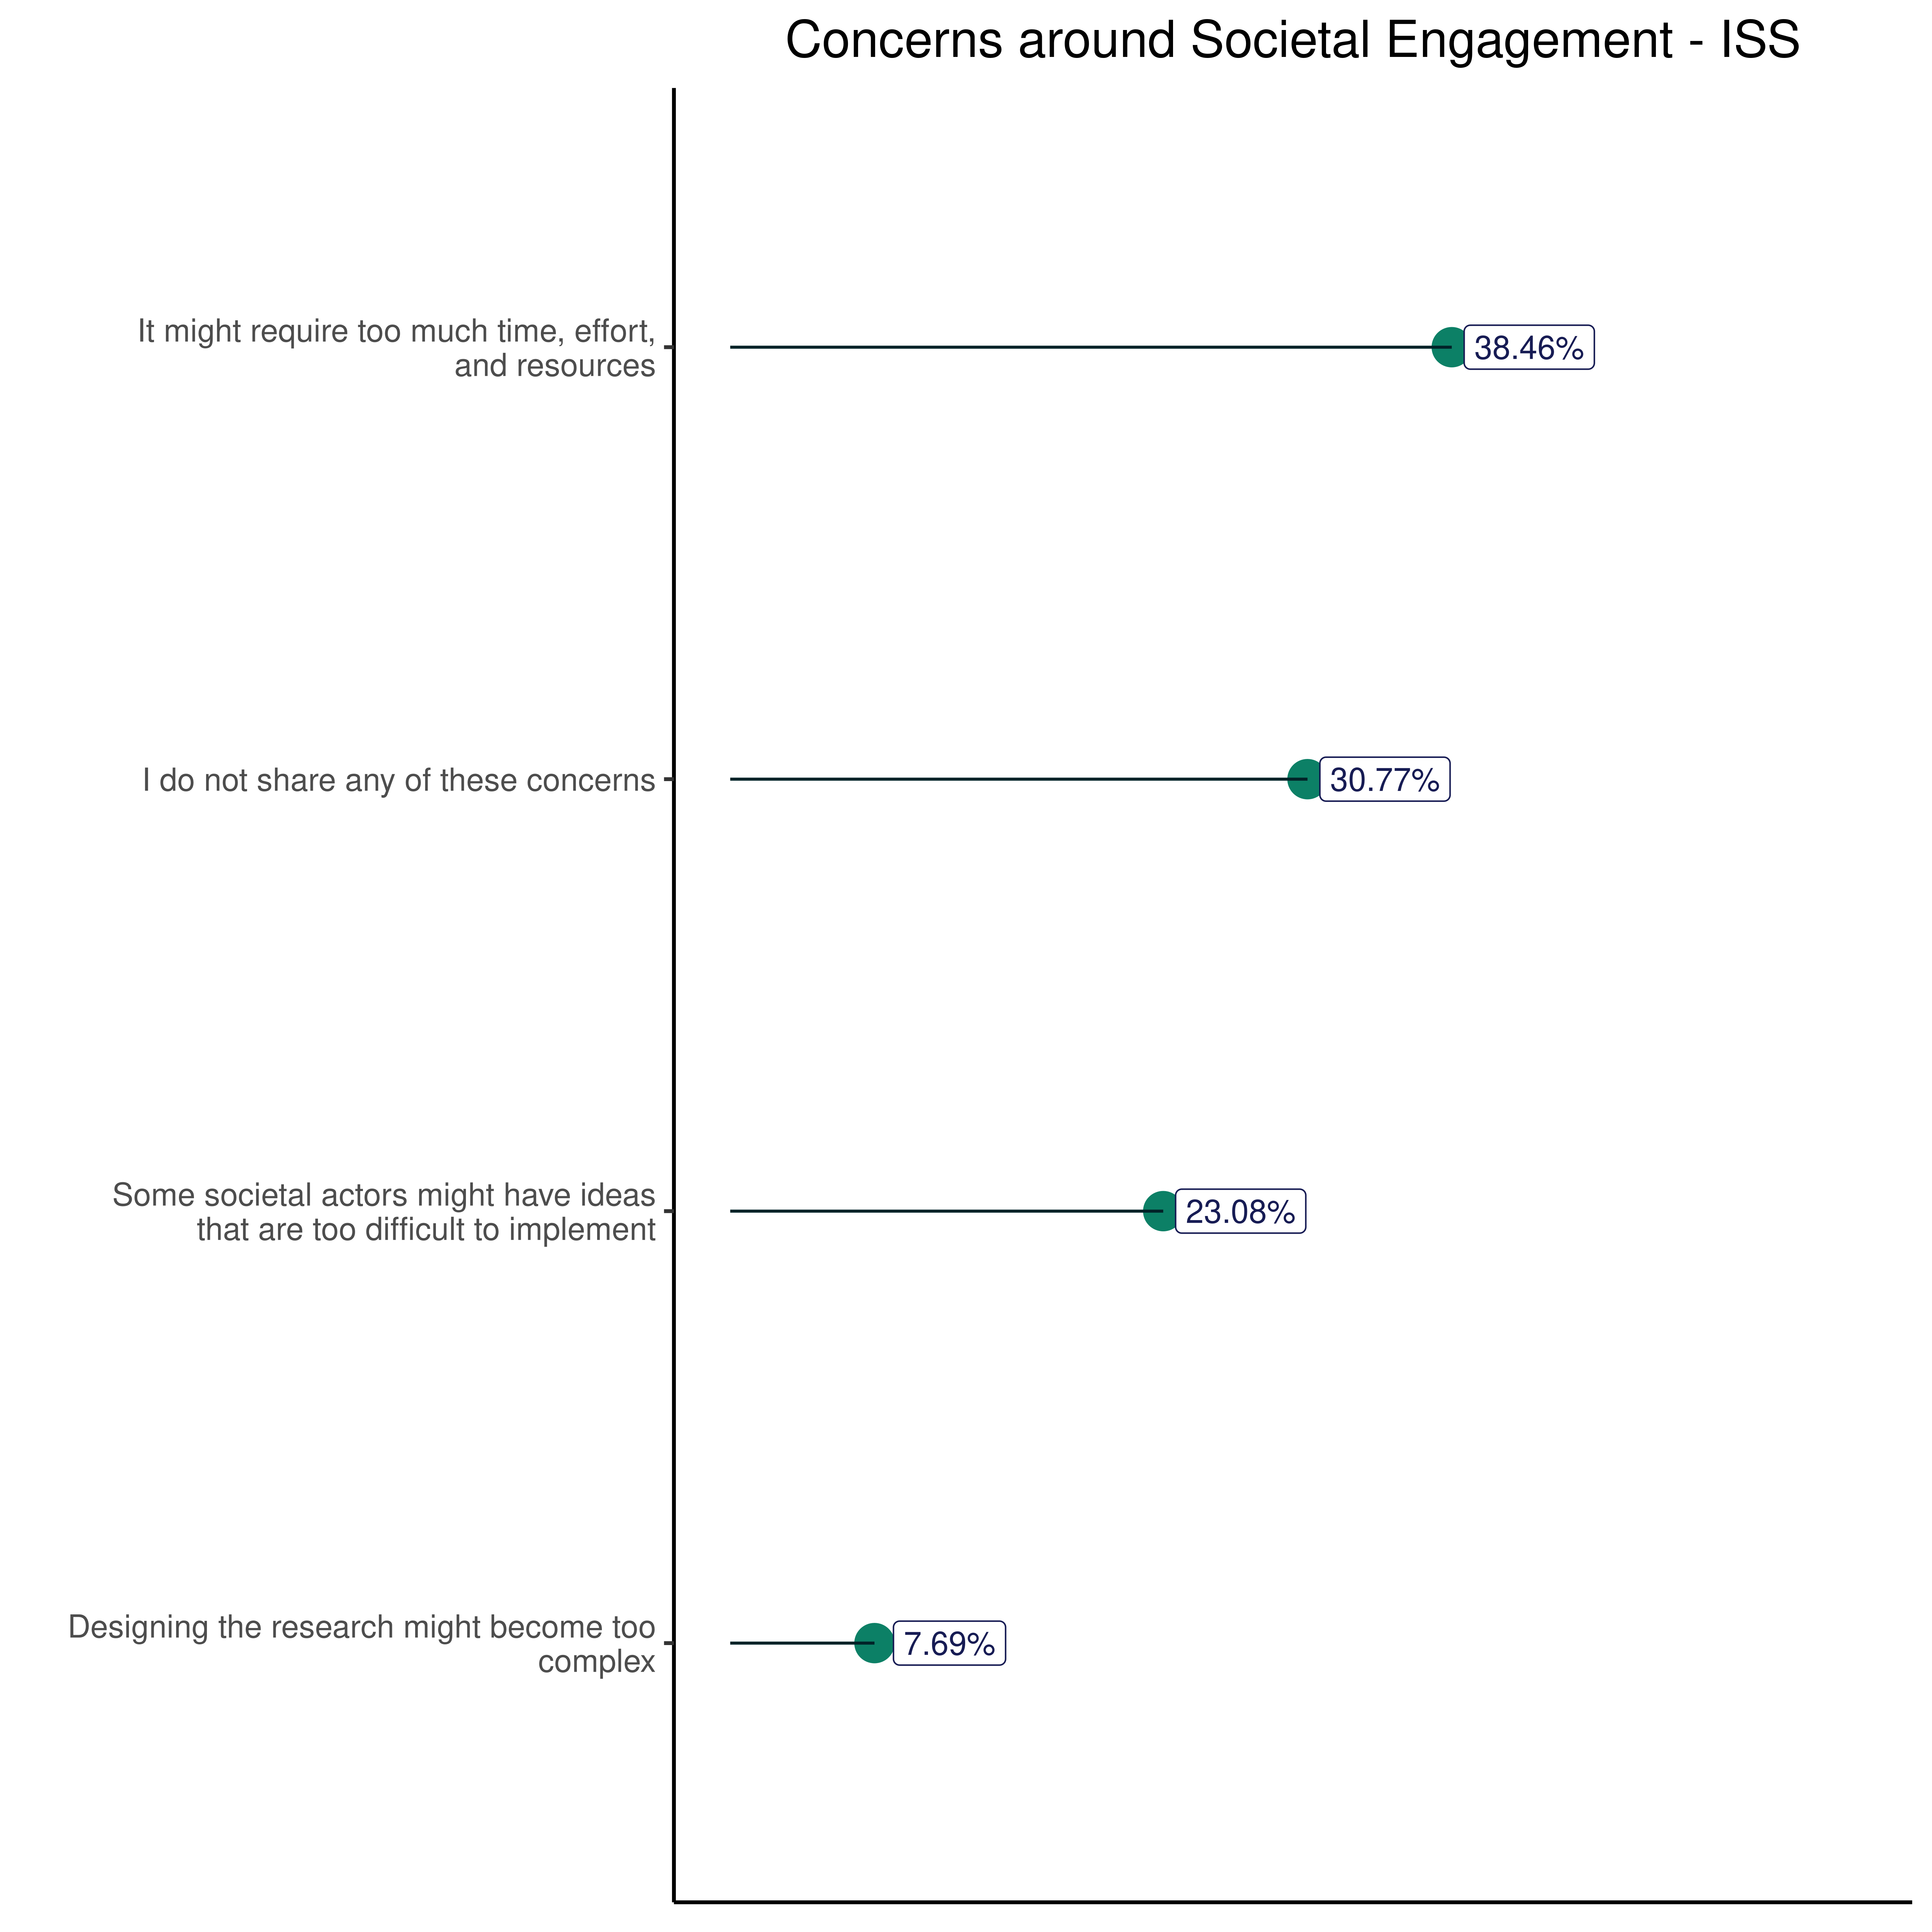 Concerns around Societal Engagement - ISS
It might require too much time, effort,
and resources
38.46%
I do not share any of these concerns
30.77%
Some societal actors might have ideas
that are too difficult to implement
23.08%
Designing the research might become too
complex
7.69%